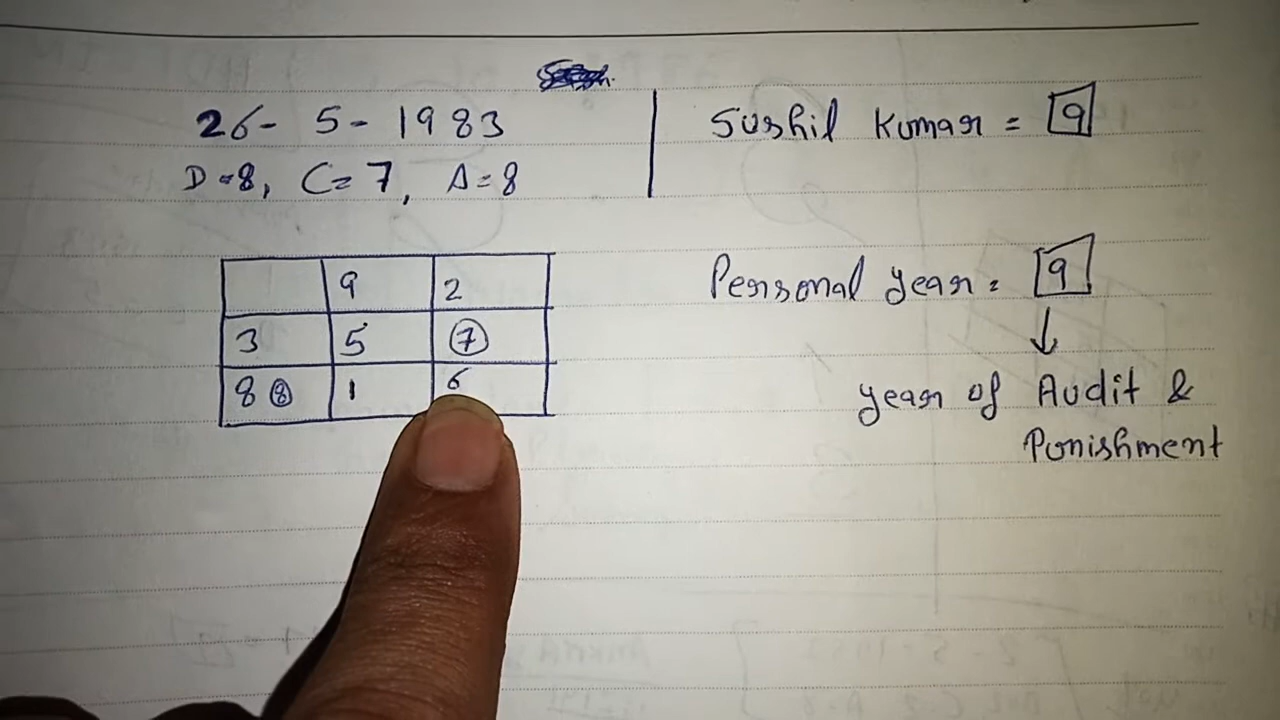 26- 5- 1983
D=8, C=7, A=8
Sushil Kumar = 9
9 2
3 5 7
8 8 1 6
Personal year = 9
↓
year of Audit &
Punishment